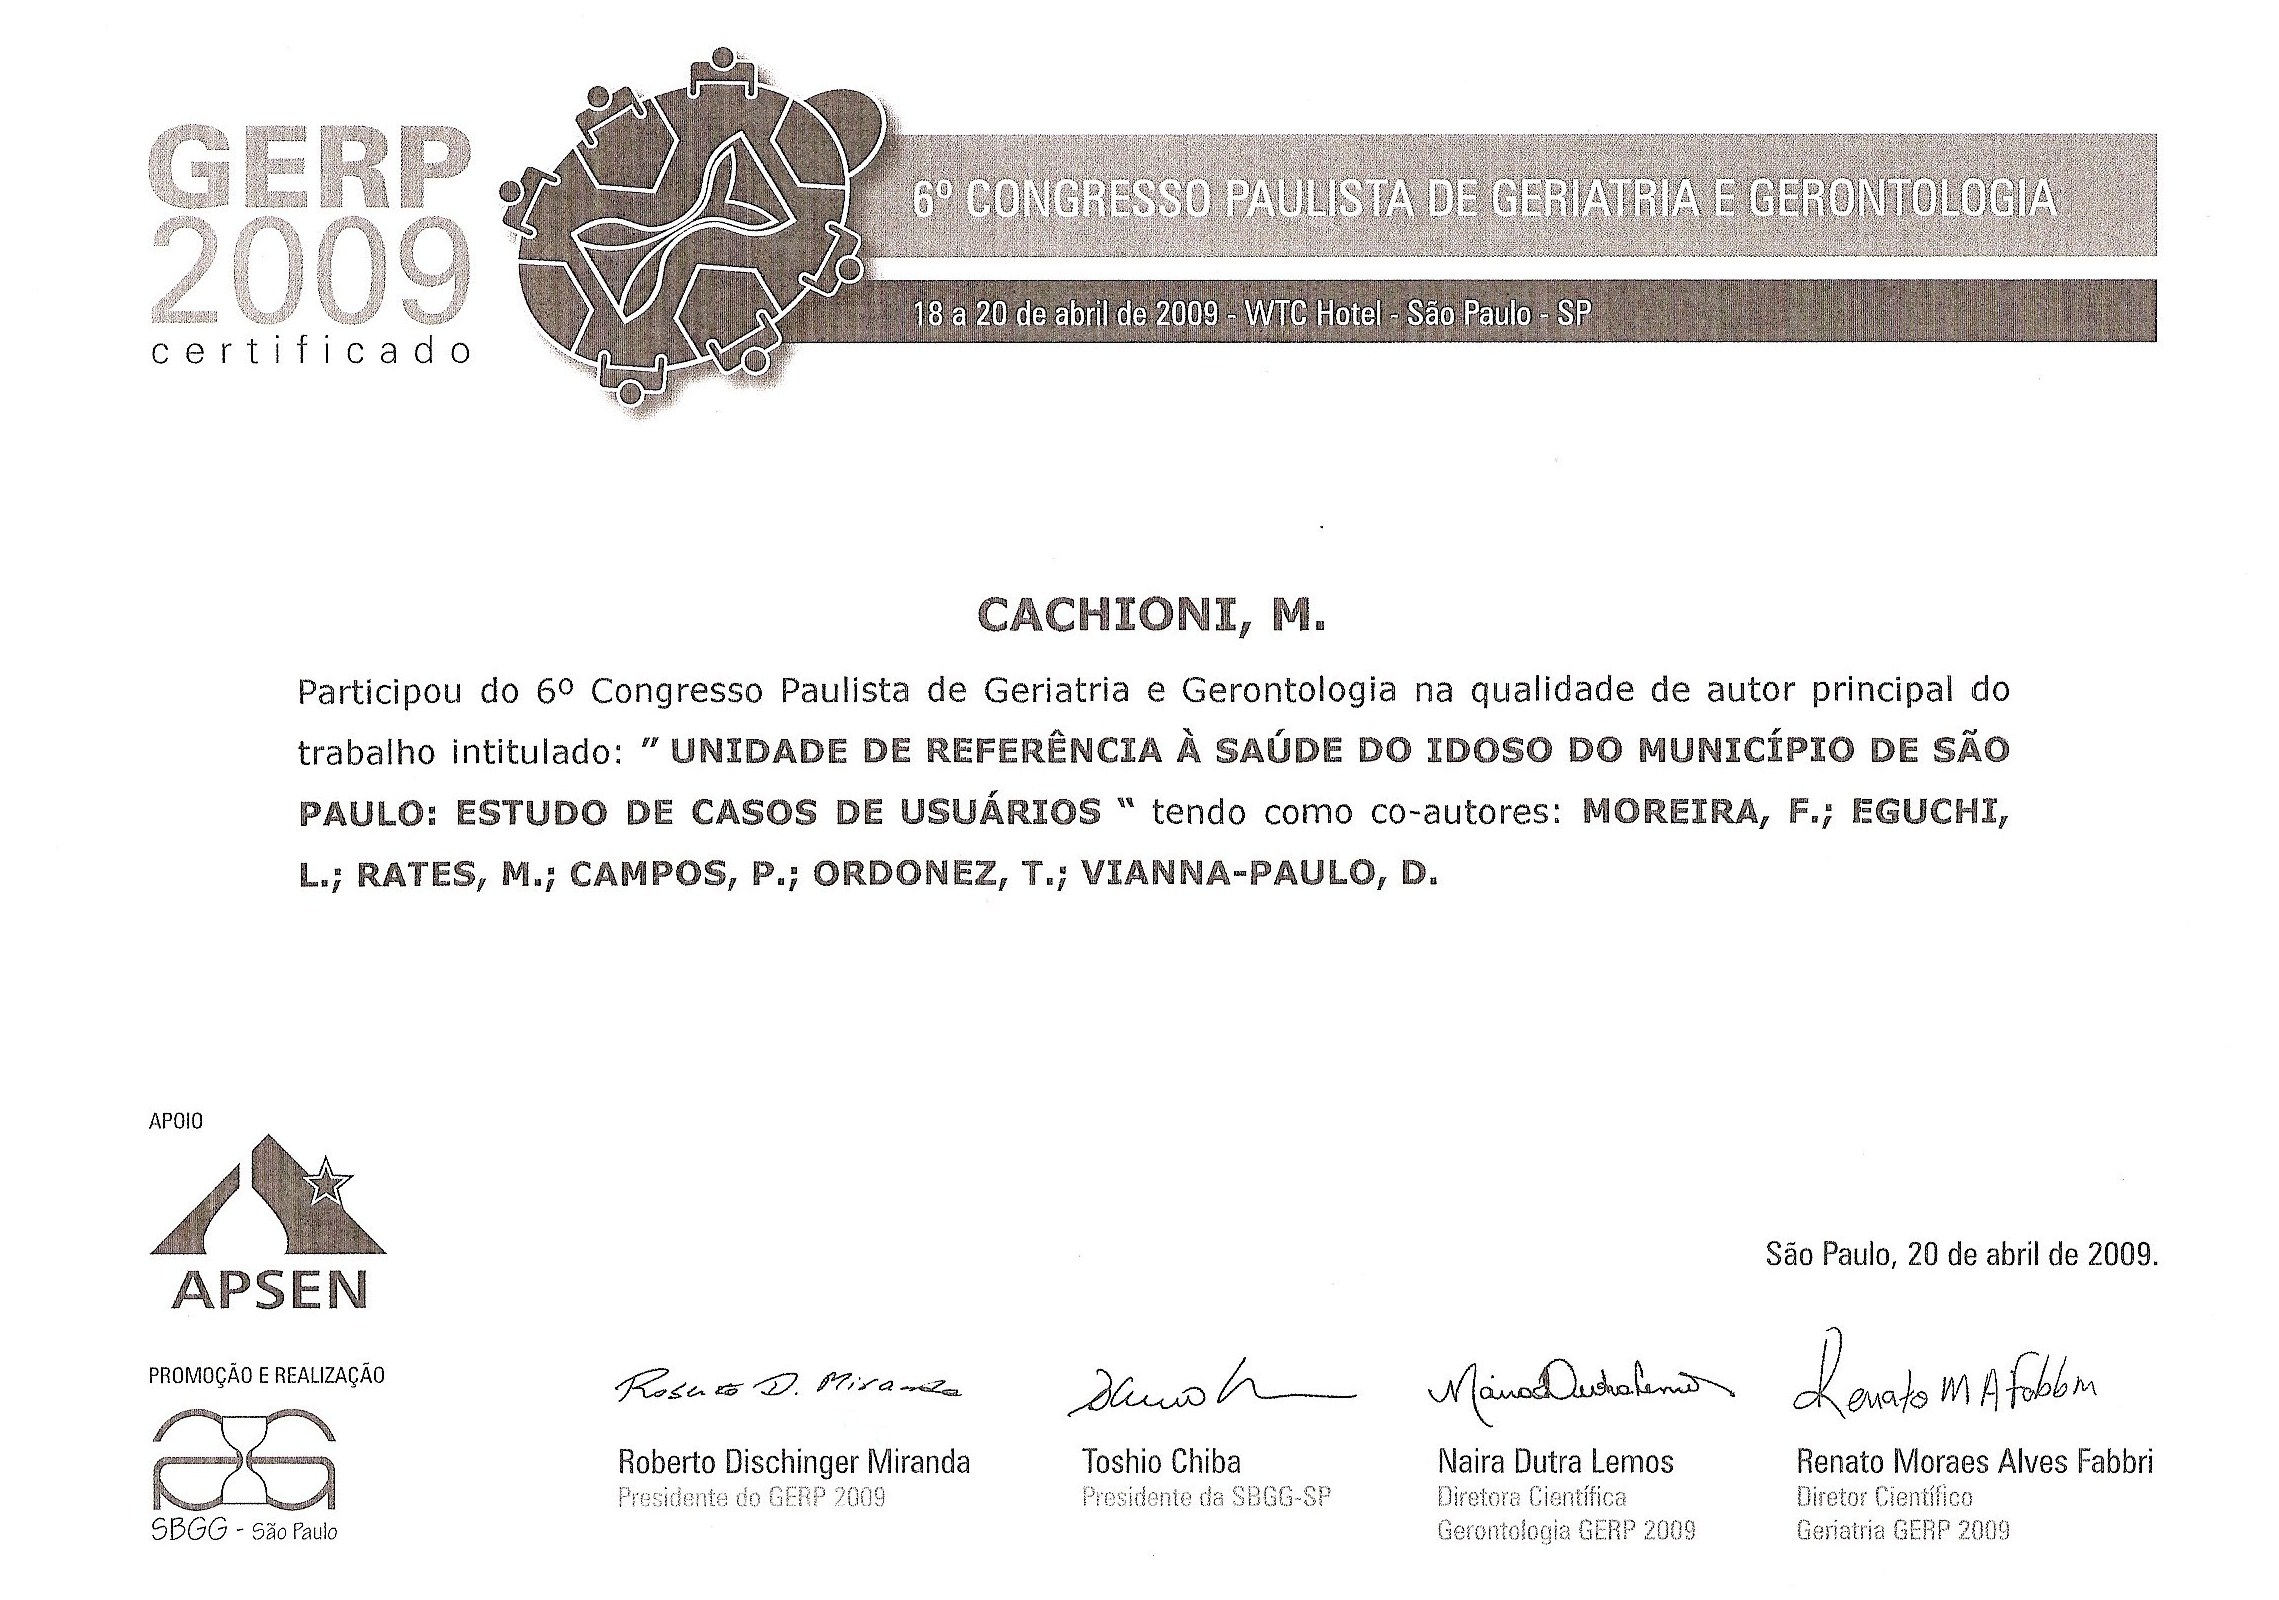 GERP
2009
certificado
6º CONGRESSO PAULISTA DE GERIATRIA E GERONTOLOGIA
18 a 20 de abril de 2009 - WTC Hotel - São Paulo - SP
CACHIONI, M.
Participou do 6º Congresso Paulista de Geriatria e Gerontologia na qualidade de autor principal do
trabalho intitulado: " UNIDADE DE REFERÊNCIA À SAÚDE DO IDOSO DO MUNICÍPIO DE SÃO
PAULO: ESTUDO DE CASOS DE USUÁRIOS " tendo como co-autores: MOREIRA, F.; EGUCHI,
L.; RATES, M.; CAMPOS, P.; ORDONEZ, T.; VIANNA-PAULO, D.
APOIO
APSEN
São Paulo, 20 de abril de 2009.
PROMOÇÃO E REALIZAÇÃO
SBGG - São Paulo
Roberto D. Miranda
Renato M A Fabbri
Roberto Dischinger Miranda
Presidente do GERP 2009
Toshio Chiba
Presidente da SBGG-SP
Naira Dutra Lemos
Diretora Científica
Gerontologia GERP 2009
Renato Moraes Alves Fabbri
Diretor Científico
Geriatria GERP 2009